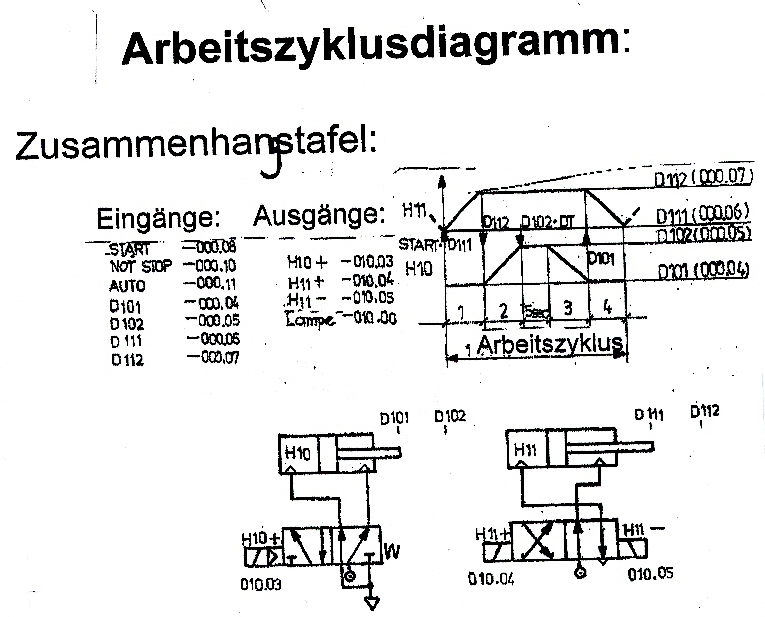 Arbeitszyklusdiagramm:
Zusammenhangstafel:
Eingänge: Ausgänge:
START -000.08
NOT STOP -000.10
AUTO -000.11
D101 -000.04
D102 -000.05
D111 -000.06
D112 -000.07
H10+ -010.03
H11+ -010.04
H11- -010.05
Lampe -010.00
D112 (000.07)
H11
D112 D102·DT
D111 (000.06)
START·D111
D102 (000.05)
H10
D101
D101 (000.04)
1 2 5sec 3 4
1 Arbeitszyklus
D101 D102
D111 D112
H10
H11
H10+
W
H11+
H11-
010.03
010.04
010.05